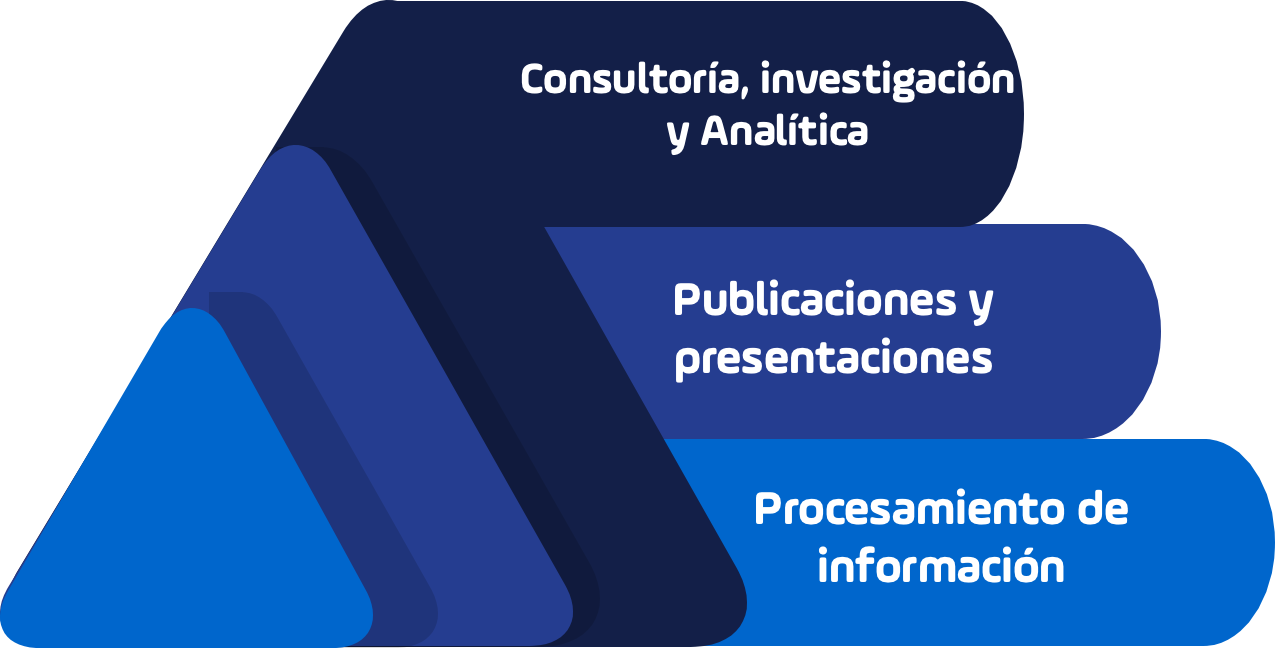 Consultoría, investigación
y Analítica
Publicaciones y
presentaciones
Procesamiento de
información